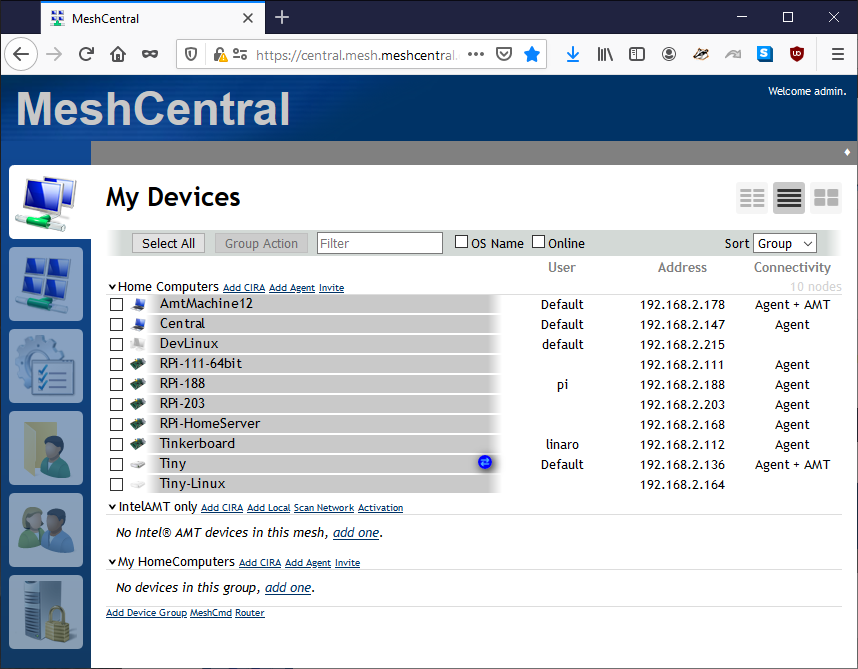 MeshCentral
https://central.mesh.meshcentral.
MeshCentral
Welcome admin.
My Devices
Select All Group Action Filter OS Name Online Sort Group
User Address Connectivity
Home Computers Add CIRA Add Agent Invite 10 nodes
AmtMachine12 Default 192.168.2.178 Agent + AMT
Central Default 192.168.2.147 Agent
DevLinux default 192.168.2.215
RPi-111-64bit 192.168.2.111 Agent
RPi-188 pi 192.168.2.188 Agent
RPi-203 192.168.2.203 Agent
RPi-HomeServer 192.168.2.168 Agent
Tinkerboard linaro 192.168.2.112 Agent
Tiny Default 192.168.2.136 Agent + AMT
Tiny-Linux 192.168.2.164
IntelAMT only Add CIRA Add Local Scan Network Activation
No Intel® AMT devices in this mesh, add one.
My HomeComputers Add CIRA Add Agent Invite
No devices in this group, add one.
Add Device Group MeshCmd Router